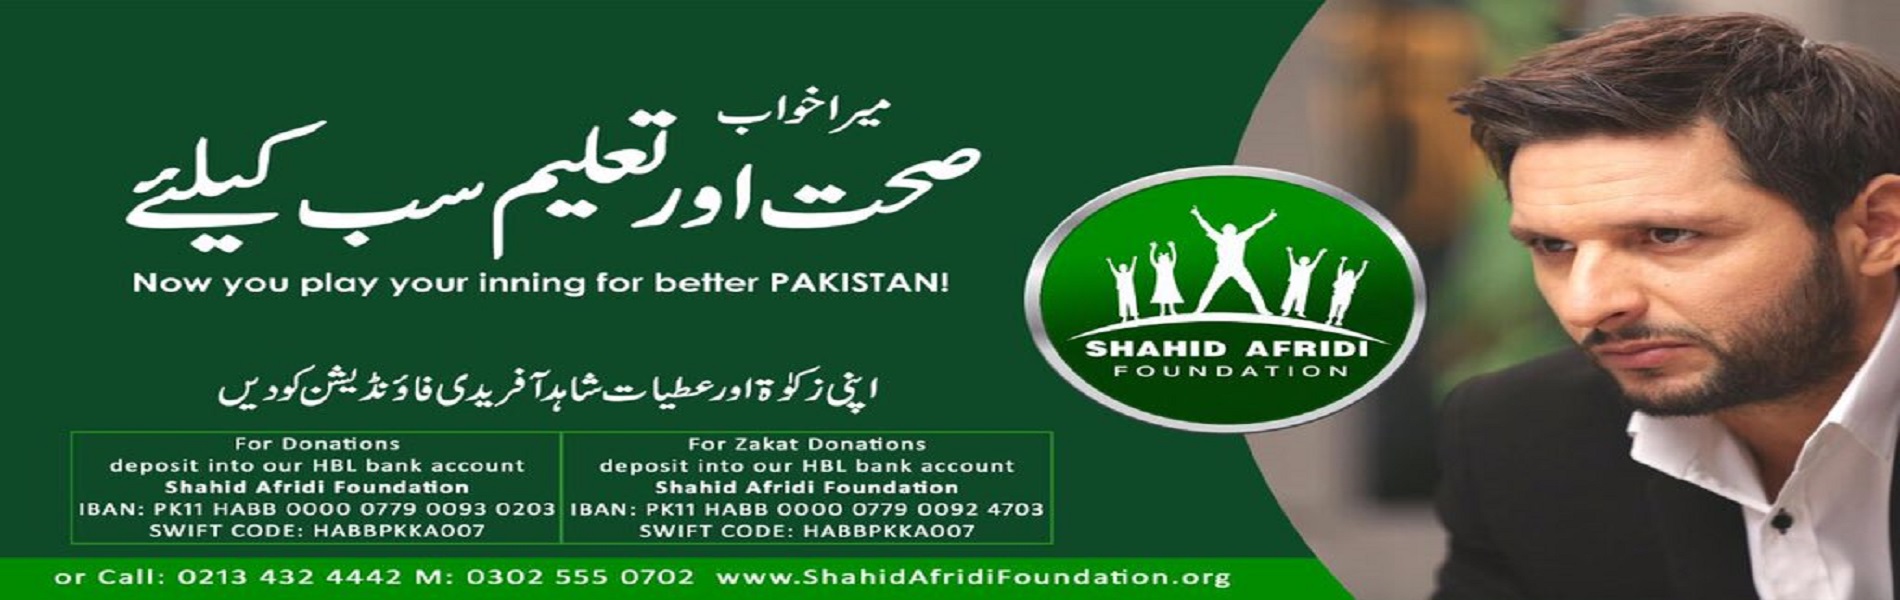 میرا خواب
صحت اور تعلیم سب کیلئے
Now you play your inning for better PAKISTAN!
SHAHID AFRIDI
FOUNDATION
اپنی زکوٰۃ اور عطیات شاہد آفریدی فاؤنڈیشن کو دیں
For Donations
deposit into our HBL bank account
Shahid Afridi Foundation
IBAN: PK11 HABB 0000 0779 0093 0203
SWIFT CODE: HABBPKKA007
For Zakat Donations
deposit into our HBL bank account
Shahid Afridi Foundation
IBAN: PK11 HABB 0000 0779 0092 4703
SWIFT CODE: HABBPKKA007
or Call: 0213 432 4442 M: 0302 555 0702 www.ShahidAfridiFoundation.org